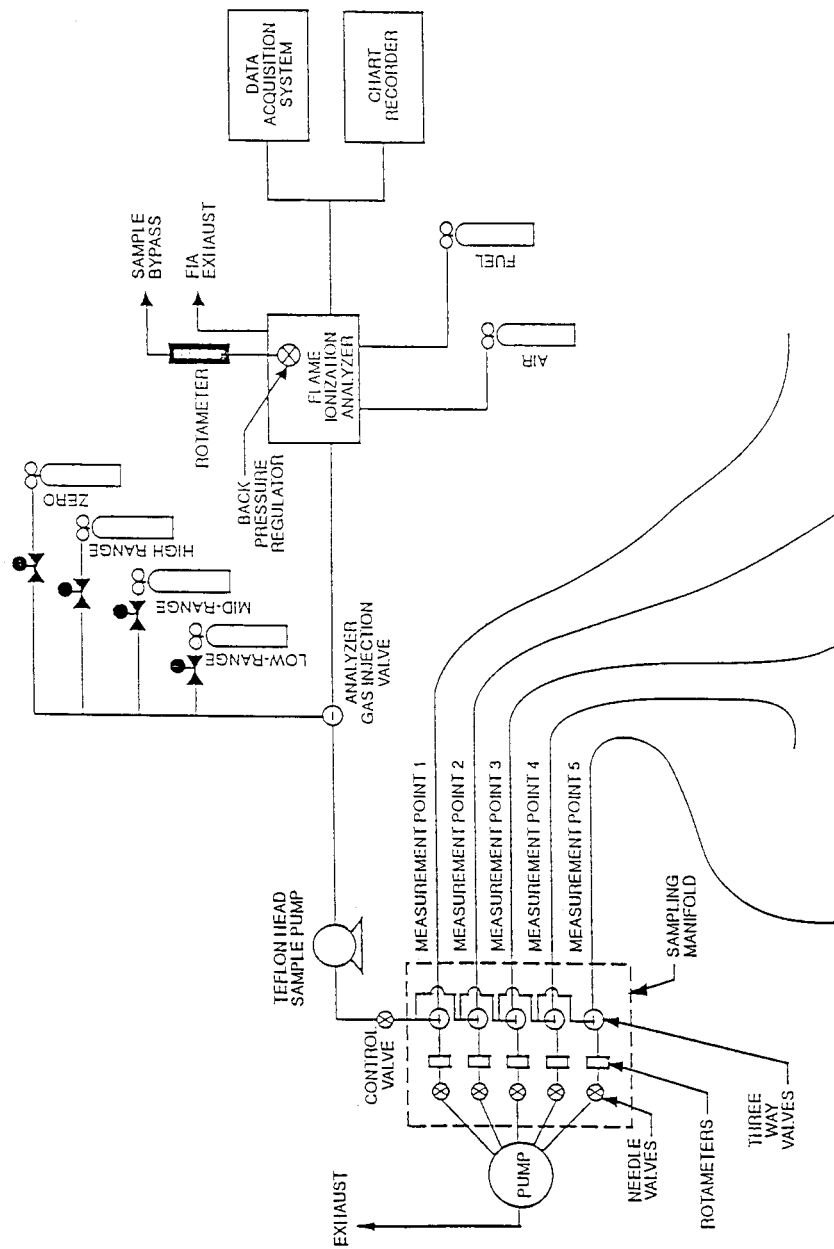 DATA
ACQUISITION
SYSTEM
CHART
RECORDER
SAMPLE
BYPASS
FIA
EXHAUST
ROTAMETER
BACK
PRESSURE
REGULATOR
FLAME
IONIZATION
ANALYZER
FUEL
AIR
ZERO
HIGH RANGE
MID-RANGE
LOW-RANGE
ANALYZER
GAS INJECTION
VALVE
TEFLON HEAD
SAMPLE PUMP
MEASUREMENT POINT 1
MEASUREMENT POINT 2
MEASUREMENT POINT 3
MEASUREMENT POINT 4
MEASUREMENT POINT 5
SAMPLING
MANIFOLD
CONTROL
VALVE
THREE
WAY
VALVES
ROTAMETERS
NEEDLE
VALVES
PUMP
EXHAUST